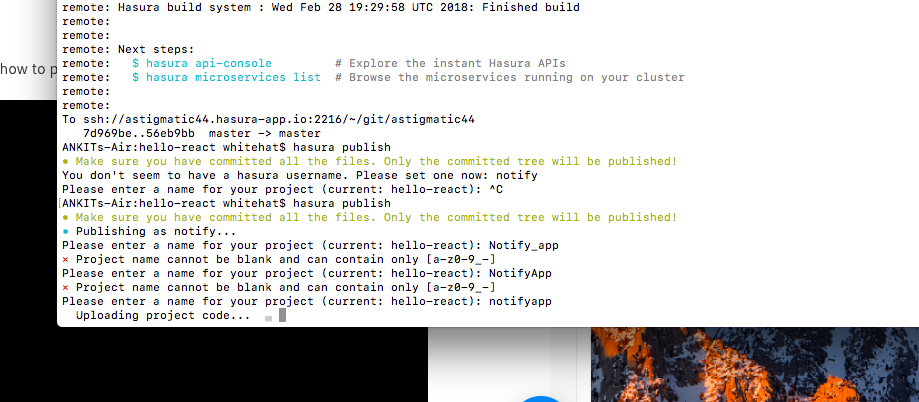 remote: Hasura build system : Wed Feb 28 19:29:58 UTC 2018: Finished build
remote:
remote:
remote: Next steps:
how to p
remote:   $ hasura api-console         # Explore the instant Hasura APIs
remote:   $ hasura microservices list  # Browse the microservices running on your cluster
remote:
remote:
To ssh://astigmatic44.hasura-app.io:2216/~/git/astigmatic44
   7d969be..56eb9bb  master -> master
ANKITs-Air:hello-react whitehat$ hasura publish
• Make sure you have committed all the files. Only the committed tree will be published!
You don't seem to have a hasura username. Please set one now: notify
Please enter a name for your project (current: hello-react): ^C
[ANKITs-Air:hello-react whitehat$ hasura publish
• Make sure you have committed all the files. Only the committed tree will be published!
• Publishing as notify...
Please enter a name for your project (current: hello-react): Notify_app
× Project name cannot be blank and can contain only [a-z0-9_-]
Please enter a name for your project (current: hello-react): NotifyApp
× Project name cannot be blank and can contain only [a-z0-9_-]
Please enter a name for your project (current: hello-react): notifyapp
  Uploading project code...